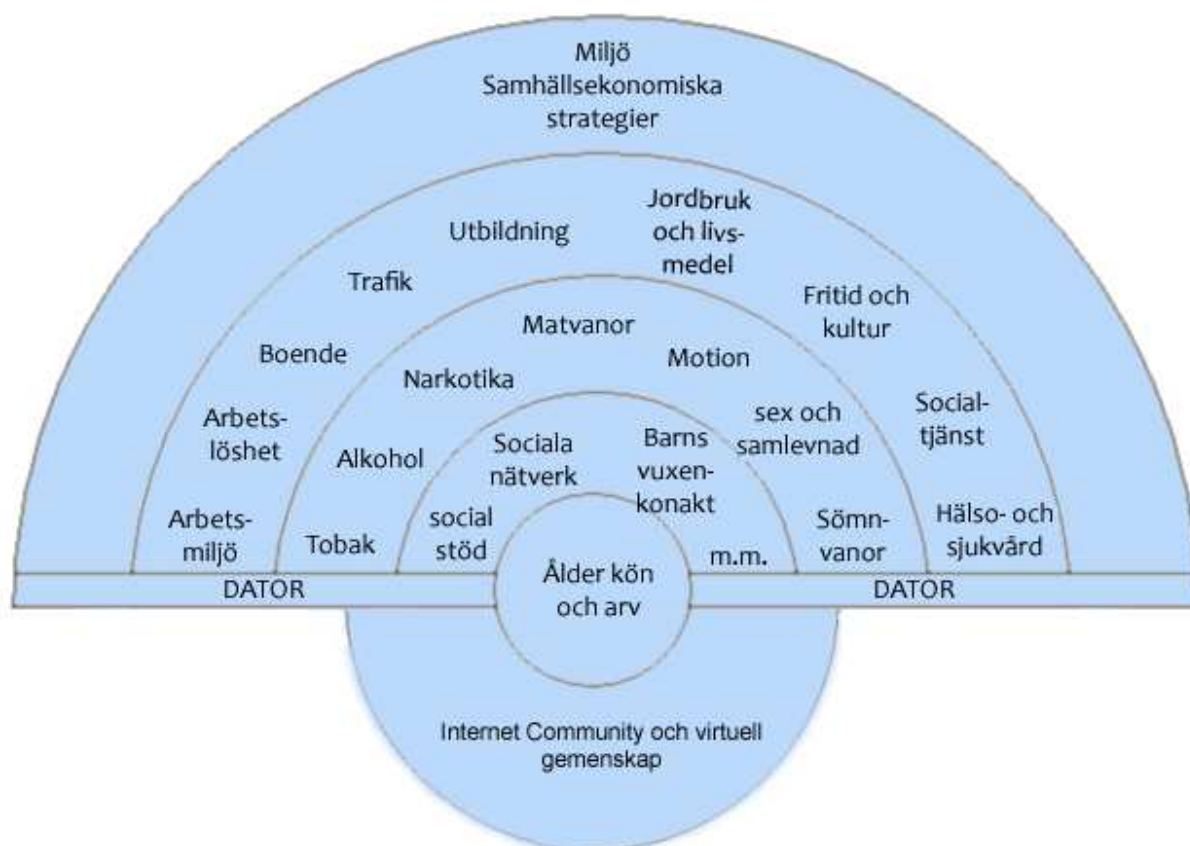 Miljö
Samhällsekonomiska
strategier
Utbildning
Jordbruk
och livs-
medel
Trafik
Fritid och
kultur
Boende
Arbets-
löshet
Social-
tjänst
Arbets-
miljö
Hälso- och
sjukvård
Matvanor
Narkotika
Motion
Alkohol
sex och
samlevnad
Tobak
Sömn-
vanor
Sociala
nätverk
Barns
vuxen-
konakt
social
stöd
m.m.
Ålder kön
och arv
DATOR
DATOR
Internet Community och virtuell
gemenskap